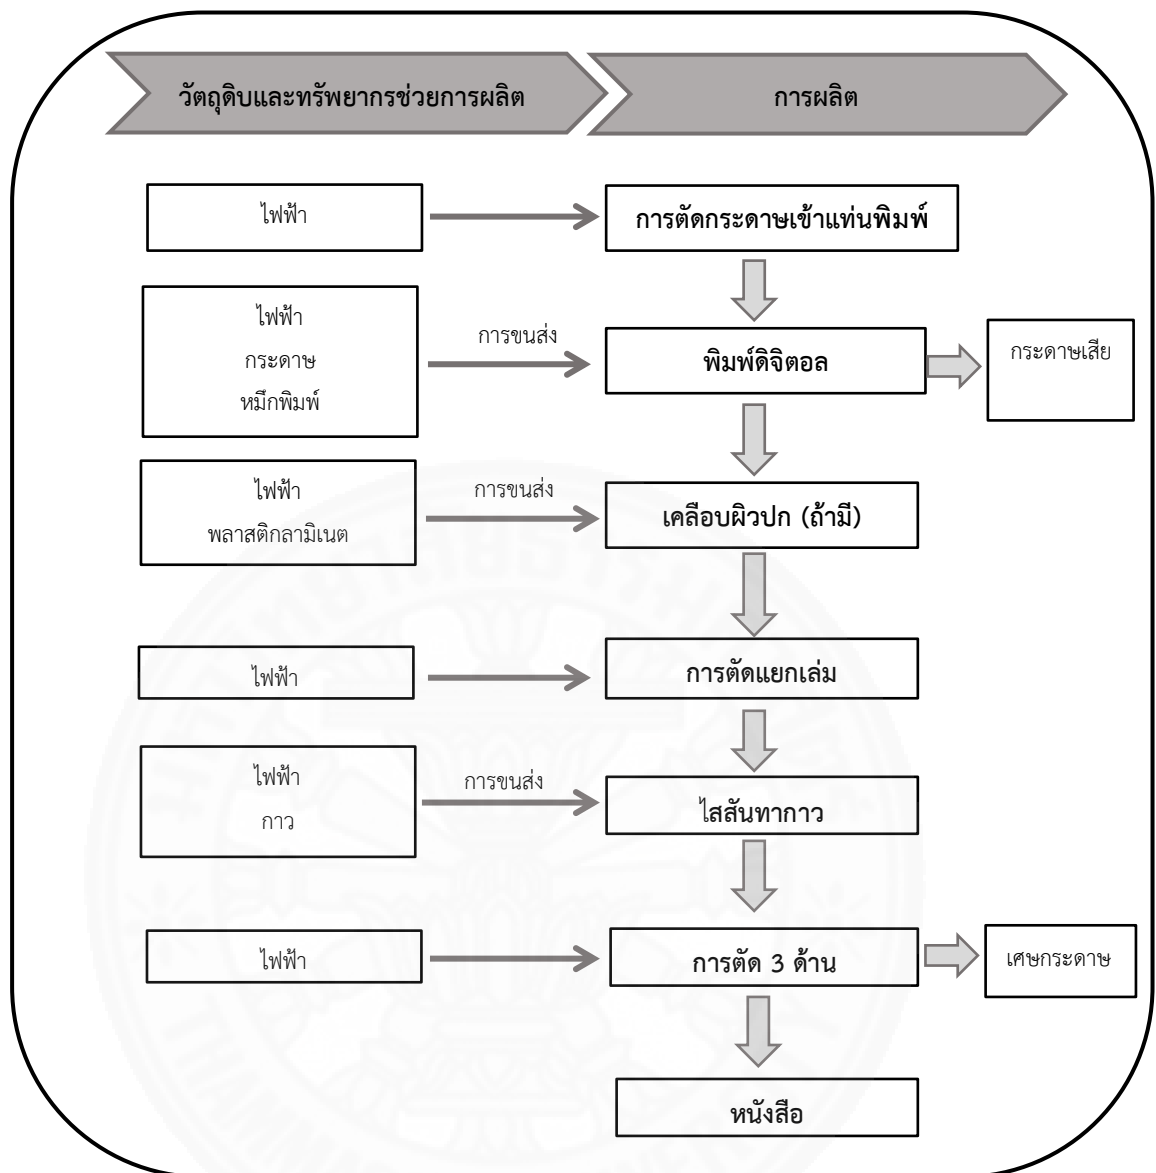 วัตถุดิบและทรัพยากรช่วยการผลิต
การผลิต
ไฟฟ้า
การตัดกระดาษเข้าแท่นพิมพ์
ไฟฟ้า
กระดาษ
หมึกพิมพ์
การขนส่ง
พิมพ์ดิจิตอล
กระดาษเสีย
ไฟฟ้า
พลาสติกลามิเนต
การขนส่ง
เคลือบผิวปก (ถ้ามี)
ไฟฟ้า
การตัดแยกเล่ม
ไฟฟ้า
กาว
การขนส่ง
ไสสันทากาว
ไฟฟ้า
การตัด 3 ด้าน
เศษกระดาษ
หนังสือ